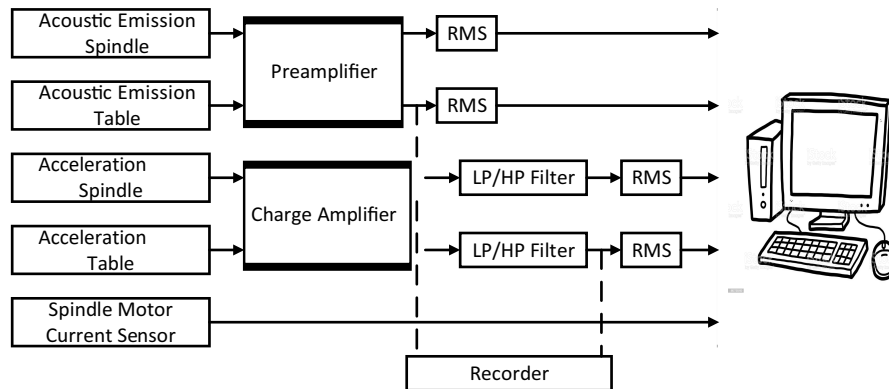 Acoustic Emission
Spindle
Preamplifier
RMS
Acoustic Emission
Table
RMS
Acceleration
Spindle
Charge Amplifier
LP/HP Filter
RMS
Acceleration
Table
LP/HP Filter
RMS
Spindle Motor
Current Sensor
Recorder